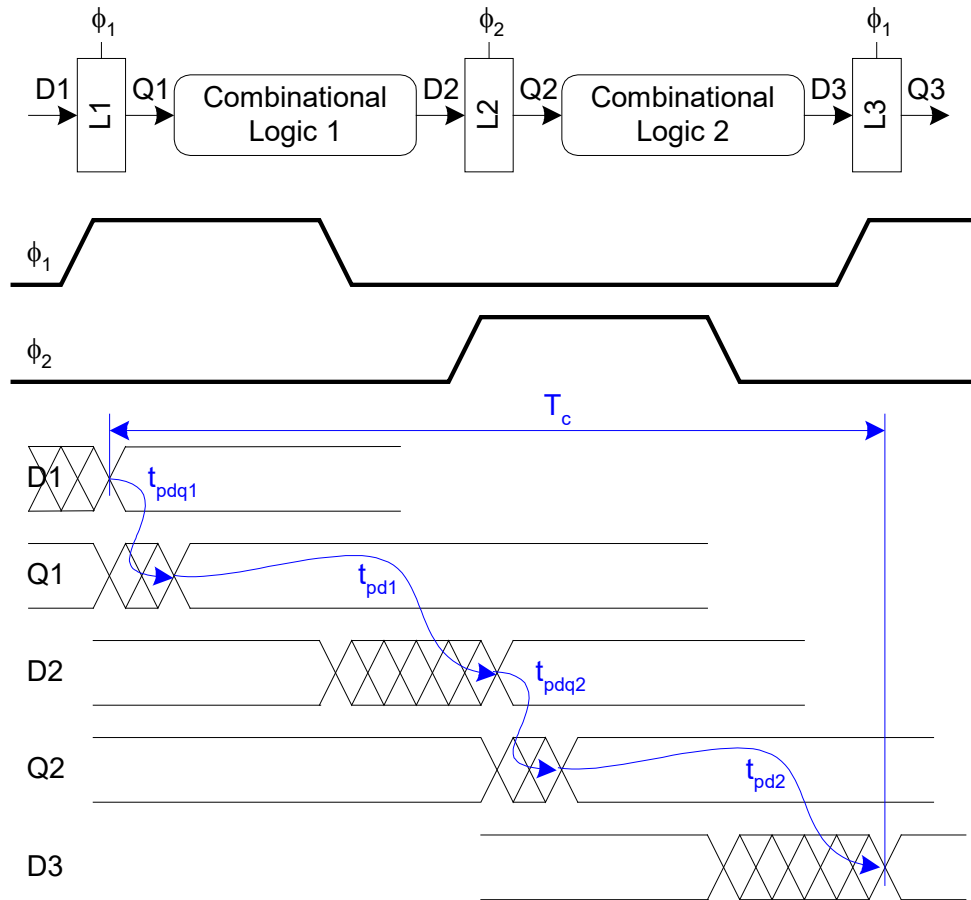 ϕ1
ϕ2
ϕ1
D1
L1
Q1
Combinational
Logic 1
D2
L2
Q2
Combinational
Logic 2
D3
L3
Q3
ϕ1
ϕ2
Tc
D1
tpdq1
Q1
tpd1
D2
tpdq2
Q2
tpd2
D3